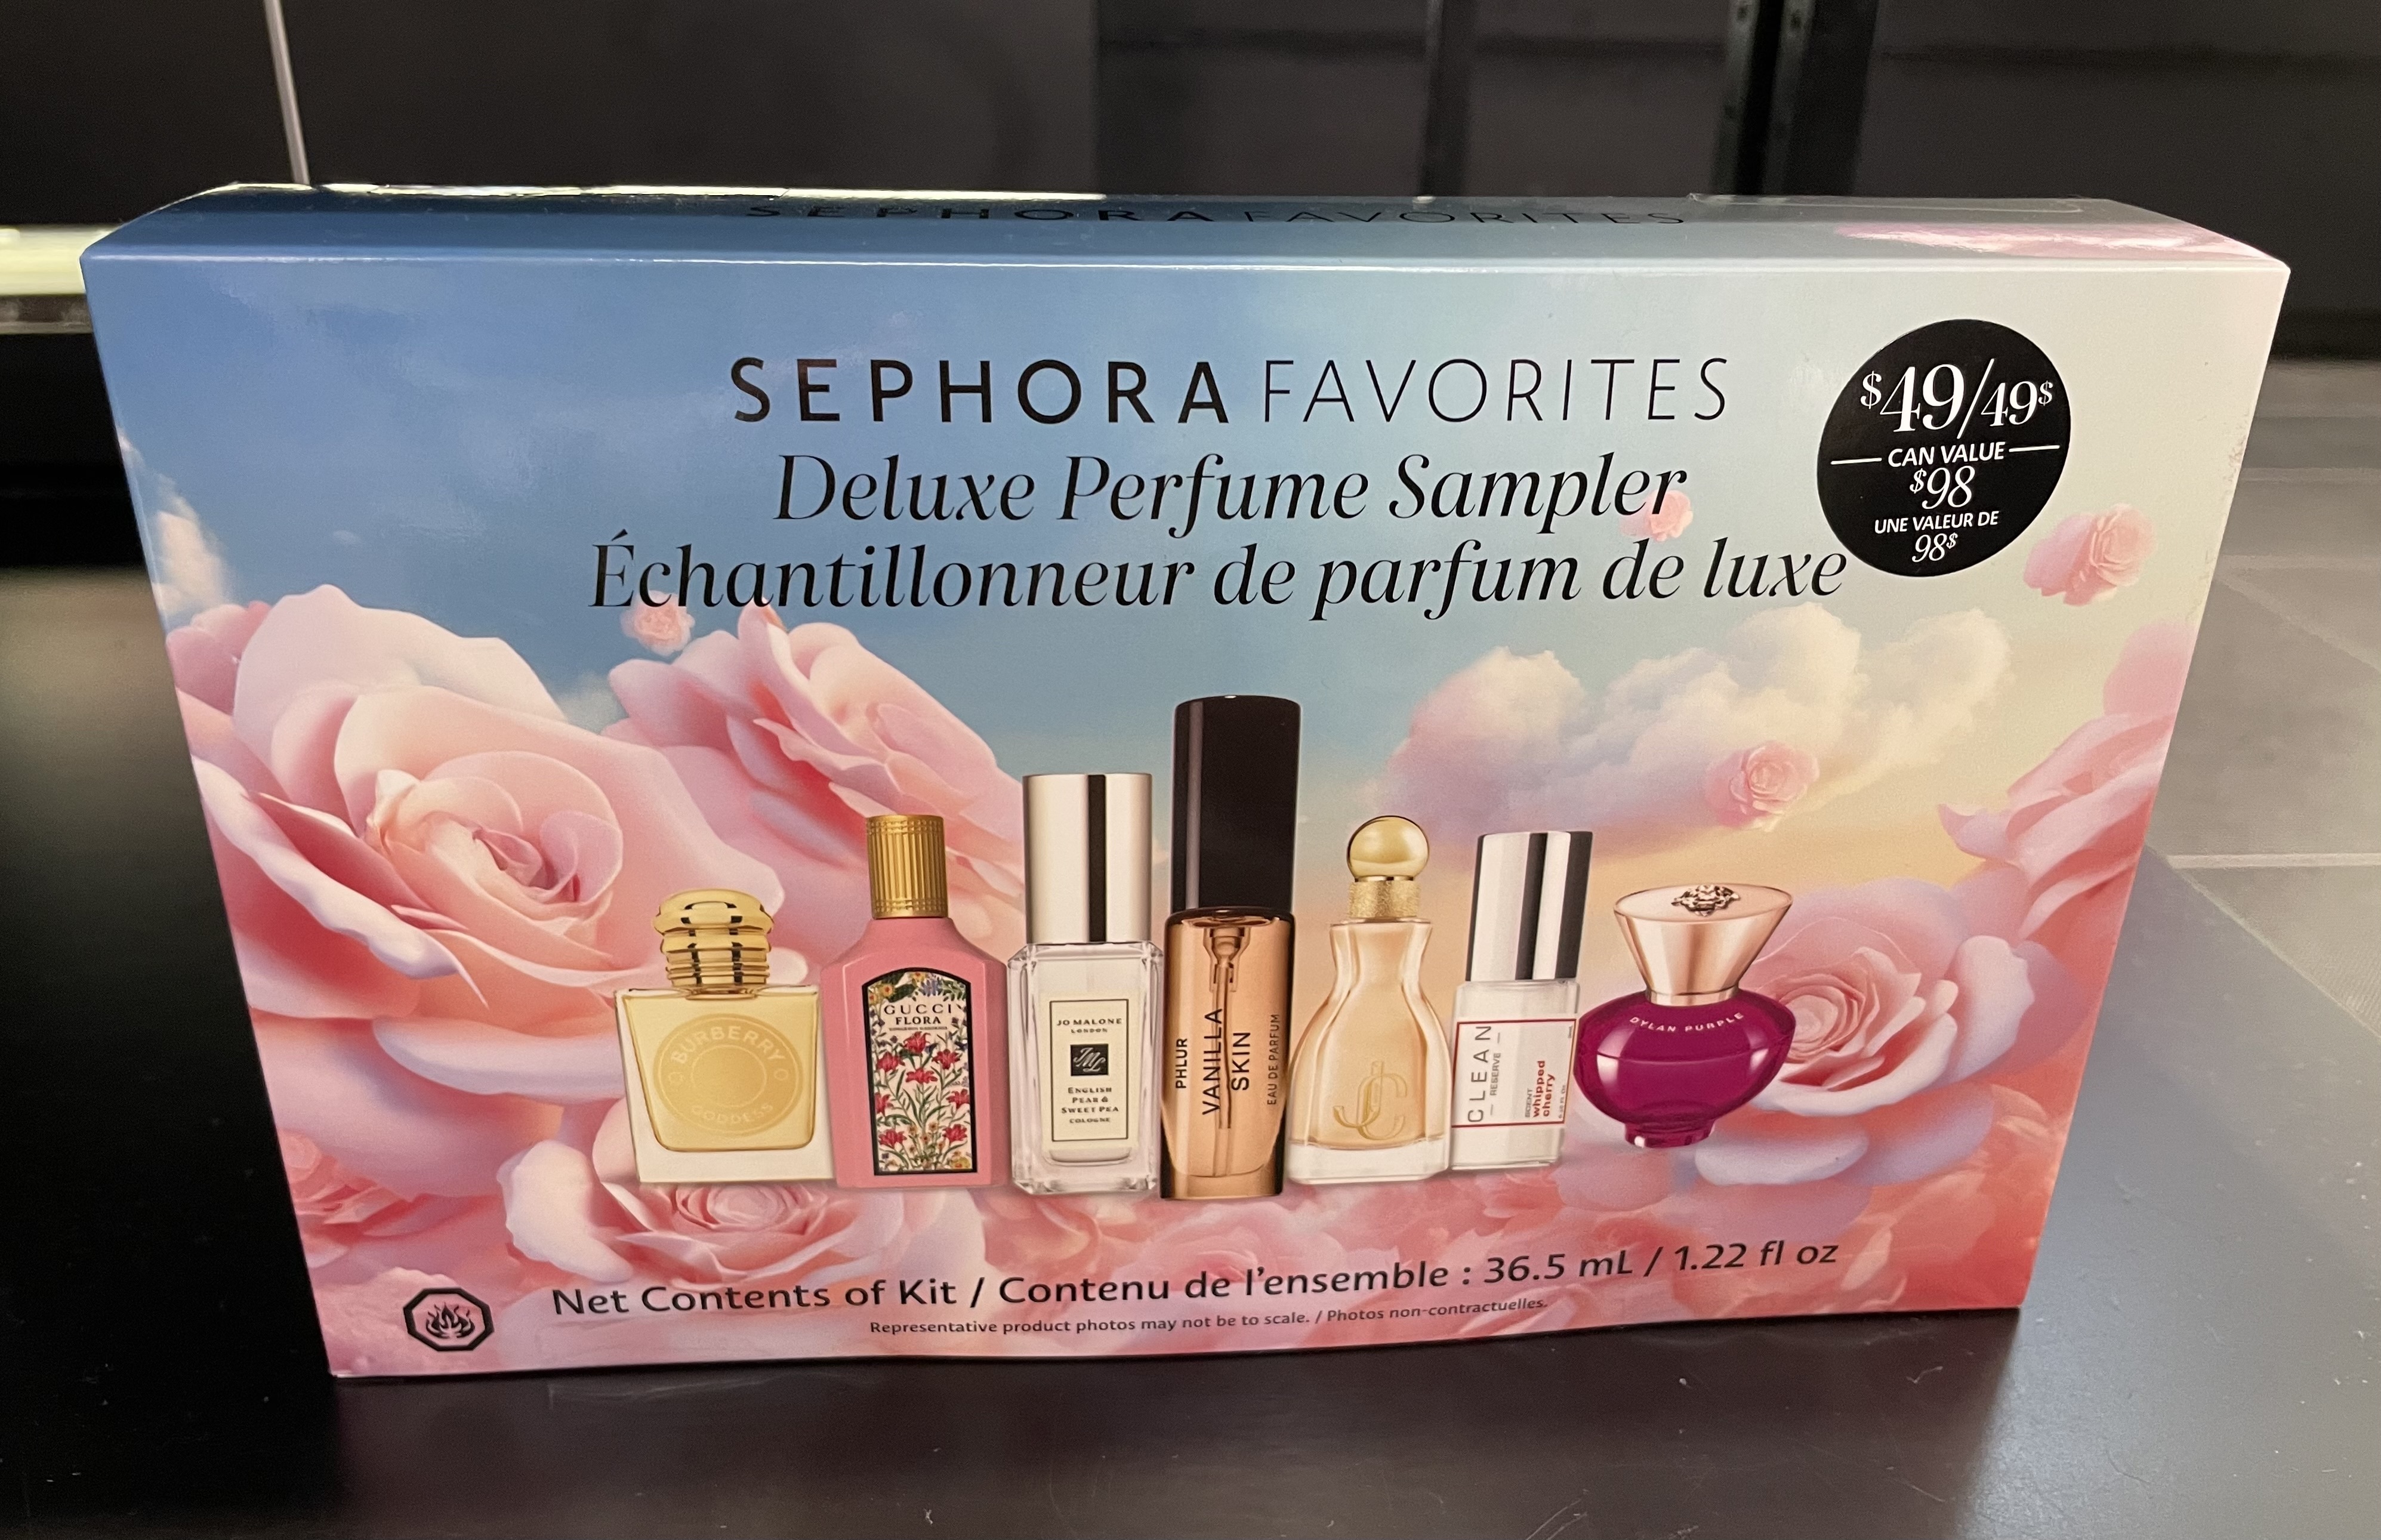 SEPHORA FAVORITES
SEPHORA FAVORITES
Deluxe Perfume Sampler
Échantillonneur de parfum de luxe
$49/49$
CAN VALUE
$98
UNE VALEUR DE
98$
BURBERRY
GODDESS
GUCCI
FLORA
JO MALONE
LONDON
JML
ENGLISH
PEAR &
SWEET PEA
COLOGNE
PHLUR
VANILLA
SKIN
EAU DE PARFUM
JC
CLEAN
RESERVE
whipped
cherry
DYLAN PURPLE
Net Contents of Kit / Contenu de l'ensemble : 36.5 mL / 1.22 fl oz
Representative product photos may not be to scale. / Photos non-contractuelles.